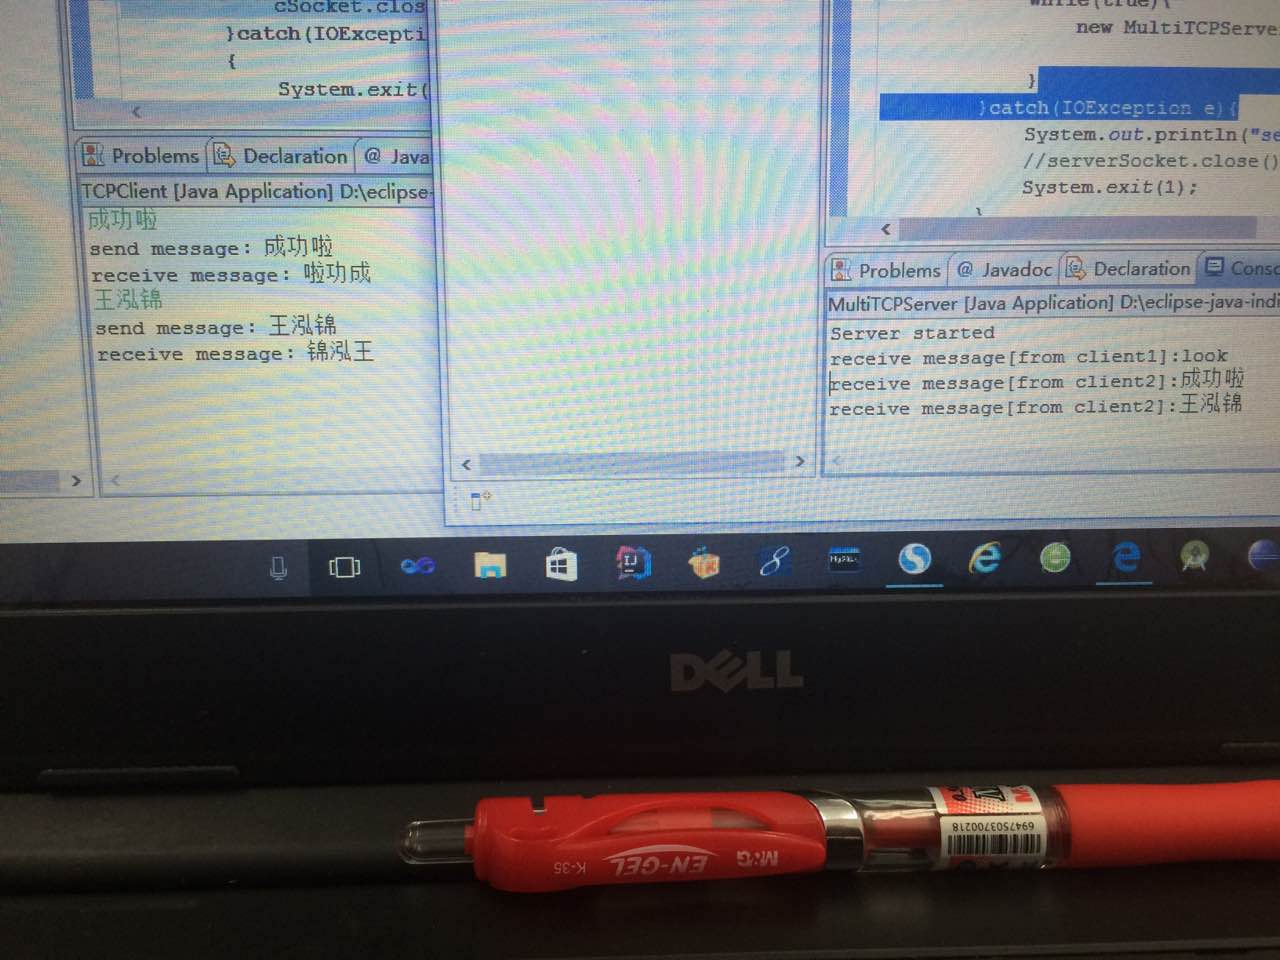 cSocket.clos
}catch(IOExcepti
{
System.exit(
Problems Declaration @ Java
TCPClient [Java Application] D:\eclipse-
成功啦
send message: 成功啦
receive message: 啦功成
王泓锦
send message: 王泓锦
receive message: 锦泓王
while(true){
new MultiTCPServe
}
}catch(IOException e){
System.out.println("se
//serverSocket.close()
System.exit(1);
}
Problems @ Javadoc Declaration Conso
MultiTCPServer [Java Application] D:\eclipse-java-indi
Server started
receive message[from client1]:look
receive message[from client2]:成功啦
receive message[from client2]:王泓锦
IJ
MySQL
DELL
M&G EN-GEL K-35
6947503700218